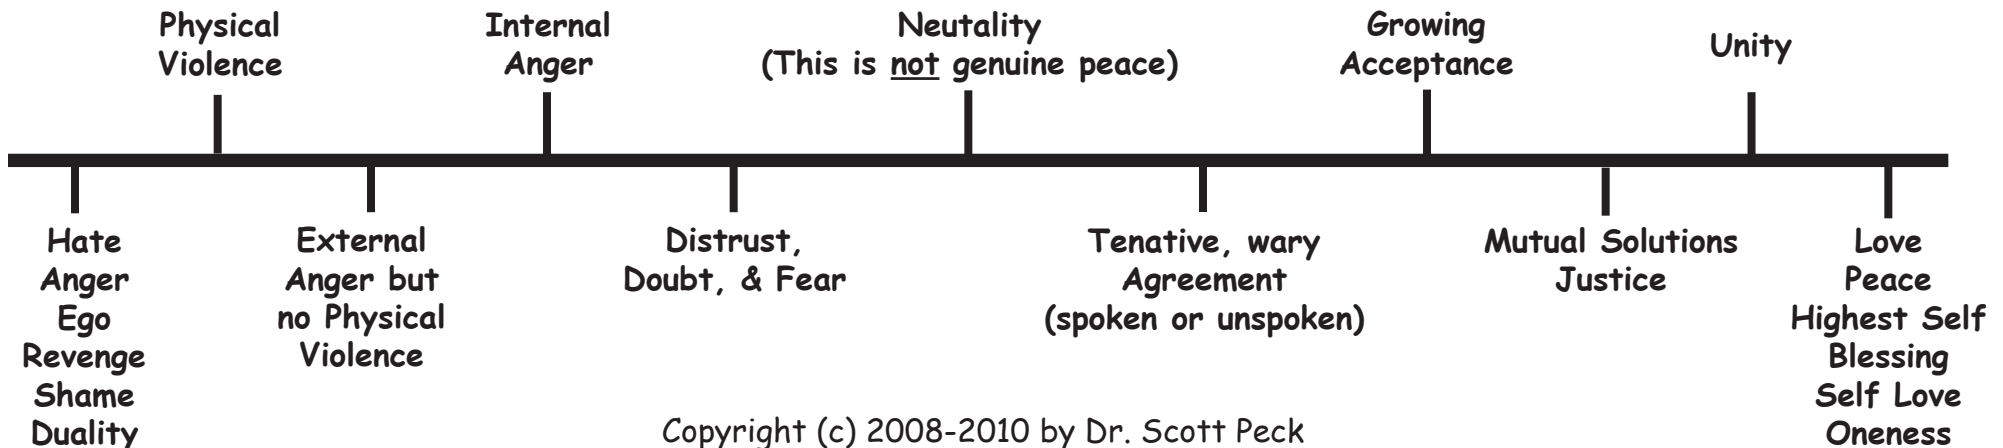 Physical
Violence
Internal
Anger
Neutality
(This is not genuine peace)
Growing
Acceptance
Unity
Hate
Anger
Ego
Revenge
Shame
Duality
External
Anger but
no Physical
Violence
Distrust,
Doubt, & Fear
Tenative, wary
Agreement
(spoken or unspoken)
Mutual Solutions
Justice
Love
Peace
Highest Self
Blessing
Self Love
Oneness
Copyright (c) 2008-2010 by Dr. Scott Peck